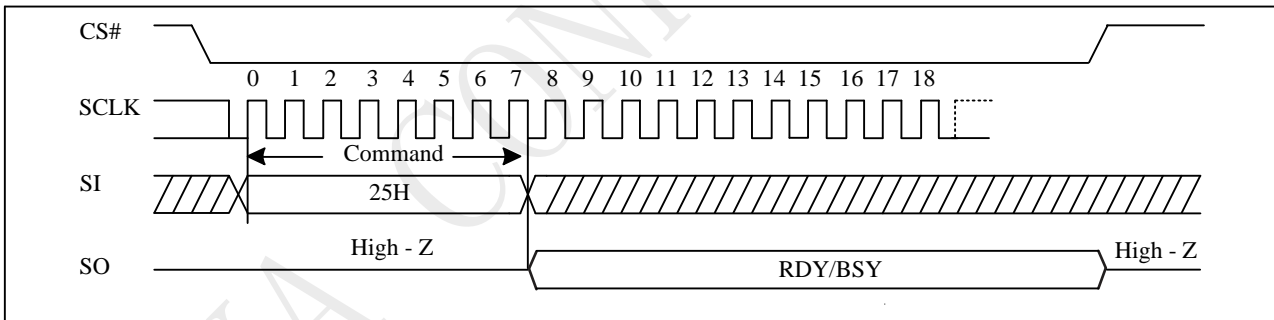 CS#
0 1 2 3 4 5 6 7 8 9 10 11 12 13 14 15 16 17 18
SCLK
Command
SI
25H
High - Z
High - Z
SO
RDY/BSY